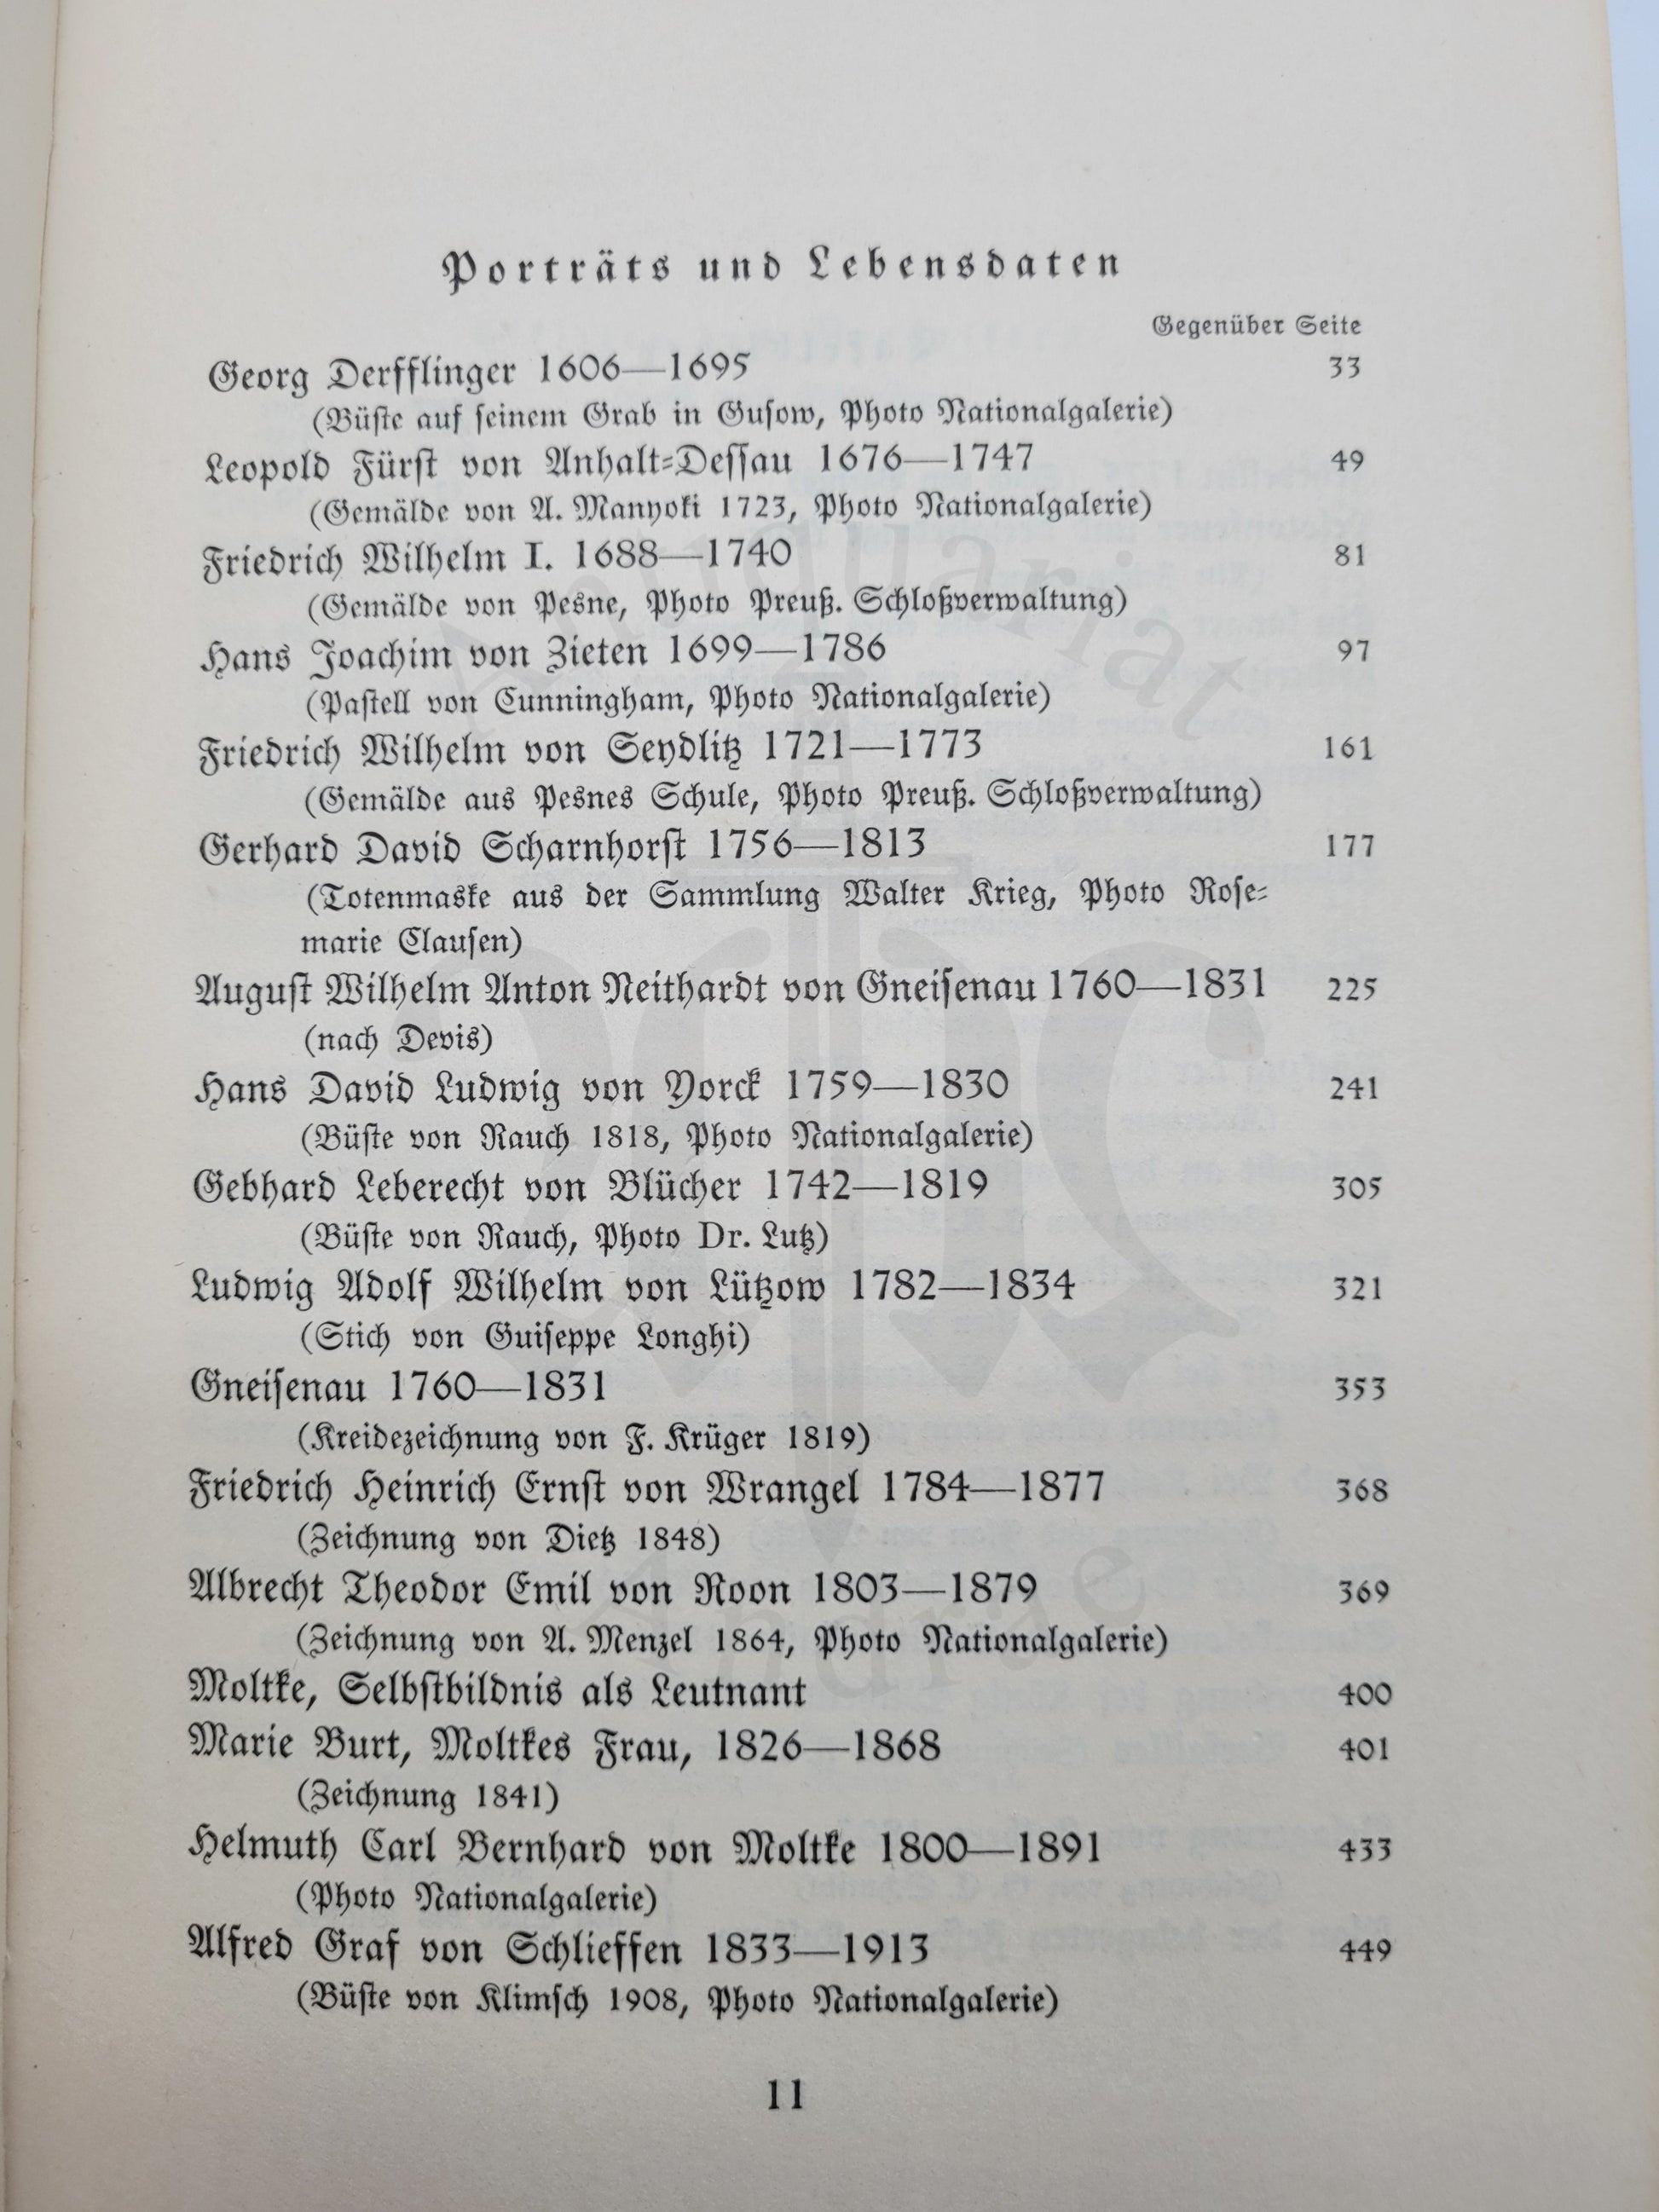 Porträts und Lebensdaten
Gegenüber Seite
Georg Derfflinger 1606—1695 33
(Büste auf seinem Grab in Gusow, Photo Nationalgalerie)
Leopold Fürst von Anhalt-Dessau 1676—1747 49
(Gemälde von A. Manyoki 1723, Photo Nationalgalerie)
Friedrich Wilhelm I. 1688—1740 81
(Gemälde von Pesne, Photo Preuß. Schloßverwaltung)
Hans Joachim von Zieten 1699—1786 97
(Pastell von Cunningham, Photo Nationalgalerie)
Friedrich Wilhelm von Seydlitz 1721—1773 161
(Gemälde aus Pesnes Schule, Photo Preuß. Schloßverwaltung)
Gerhard David Scharnhorst 1756—1813 177
(Totenmaske aus der Sammlung Walter Krieg, Photo Rose-
marie Clausen)
August Wilhelm Anton Neithardt von Gneisenau 1760—1831 225
(nach Devis)
Hans David Ludwig von Yorck 1759—1830 241
(Büste von Rauch 1818, Photo Nationalgalerie)
Gebhard Leberecht von Blücher 1742—1819 305
(Büste von Rauch, Photo Dr. Lutz)
Ludwig Adolf Wilhelm von Lützow 1782—1834 321
(Stich von Guiseppe Longhi)
Gneisenau 1760—1831 353
(Kreidezeichnung von F. Krüger 1819)
Friedrich Heinrich Ernst von Wrangel 1784—1877 368
(Zeichnung von Dietz 1848)
Albrecht Theodor Emil von Roon 1803—1879 369
(Zeichnung von A. Menzel 1864, Photo Nationalgalerie)
Moltke, Selbstbildnis als Leutnant 400
Marie Burt, Moltkes Frau, 1826—1868 401
(Zeichnung 1841)
Helmuth Carl Bernhard von Moltke 1800—1891 433
(Photo Nationalgalerie)
Alfred Graf von Schlieffen 1833—1913 449
(Büste von Klimsch 1908, Photo Nationalgalerie)
11
Antiquariat